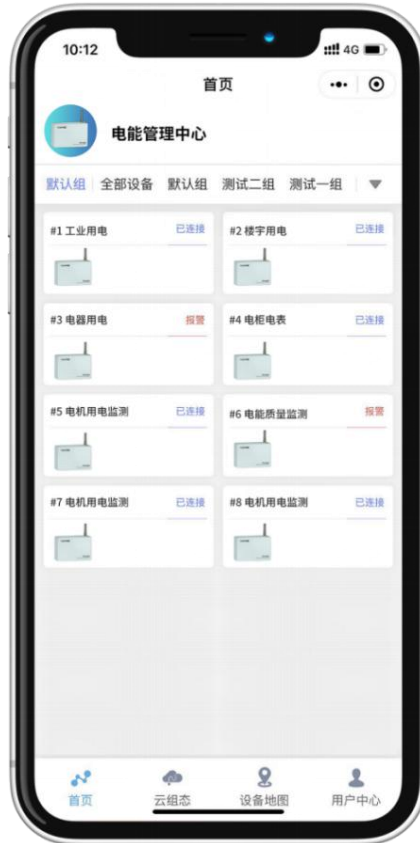 10:12
4G
首页
电能管理中心
默认组 全部设备 默认组 测试二组 测试一组
#1 工业用电 已连接
#2 楼宇用电 已连接
#3 电器用电 报警
#4 电柜电表 已连接
#5 电机用电监测 已连接
#6 电能质量监测 报警
#7 电机用电监测 已连接
#8 电机用电监测 已连接
首页 云组态 设备地图 用户中心